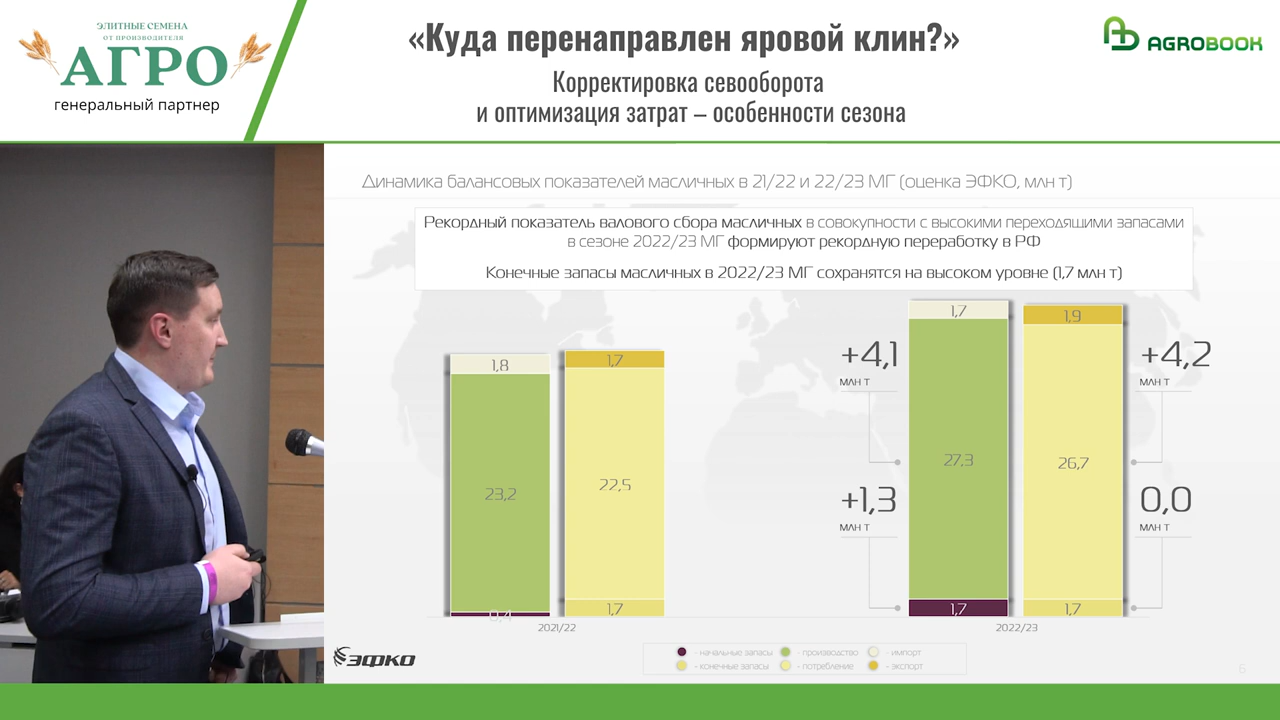 ЭЛИТНЫЕ СЕМЕНА
ОТ ПРОИЗВОДИТЕЛЯ
АГРО
генеральный партнер
«Куда перенаправлен яровой клин?»
Корректировка севооборота
и оптимизация затрат – особенности сезона
AGROBOOK
Динамика балансовых показателей масличных в 21/22 и 22/23 МГ (оценка ЭФКО, млн т)
Рекордный показатель валового сбора масличных в совокупности с высокими переходящими запасами
в сезоне 2022/23 МГ формируют рекордную переработку в РФ
Конечные запасы масличных в 2022/23 МГ сохранятся на высоком уровне (1,7 млн т)
1,8
1,7
23,2
22,5
0,4
1,7
2021/22
1,7
1,9
+4,1
млн т
+4,2
млн т
27,3
26,7
+1,3
млн т
0,0
млн т
1,7
1,7
2022/23
- начальные запасы
- производство
- импорт
- конечные запасы
- потребление
- экспорт
ЭФКО
5